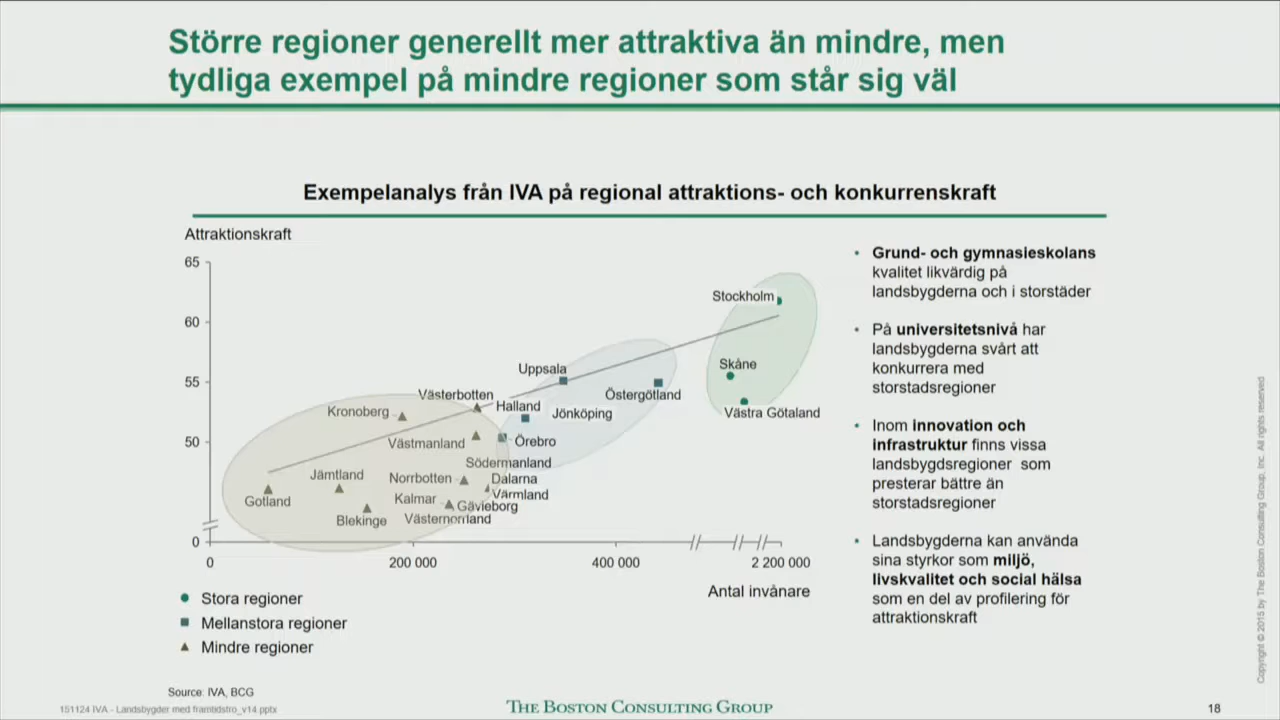 Större regioner generellt mer attraktiva än mindre, men
tydliga exempel på mindre regioner som står sig väl
Exempelanalys från IVA på regional attraktions- och konkurrenskraft
Attraktionskraft
65
60
55
50
0
0
200 000
400 000
2 200 000
Antal invånare
Stockholm
Skåne
Västra Götaland
Uppsala
Östergötland
Västerbotten
Halland
Jönköping
Kronoberg
Västmanland
Örebro
Södermanland
Jämtland
Norrbotten
Dalarna
Gotland
Kalmar
Värmland
Gävleborg
Blekinge
Västernorrland
Stora regioner
Mellanstora regioner
Mindre regioner
• Grund- och gymnasieskolans
kvalitet likvärdig på
landsbygderna och i storstäder
• På universitetsnivå har
landsbygderna svårt att
konkurrera med
storstadsregioner
• Inom innovation och
infrastruktur finns vissa
landsbygdsregioner som
presterar bättre än
storstadsregioner
• Landsbygderna kan använda
sina styrkor som miljö,
livskvalitet och social hälsa
som en del av profilering för
attraktionskraft
Source: IVA, BCG
151124 IVA - Landsbygder med framtidstro_v14.pptx
THE BOSTON CONSULTING GROUP
18
Copyright © 2015 by The Boston Consulting Group, Inc. All rights reserved